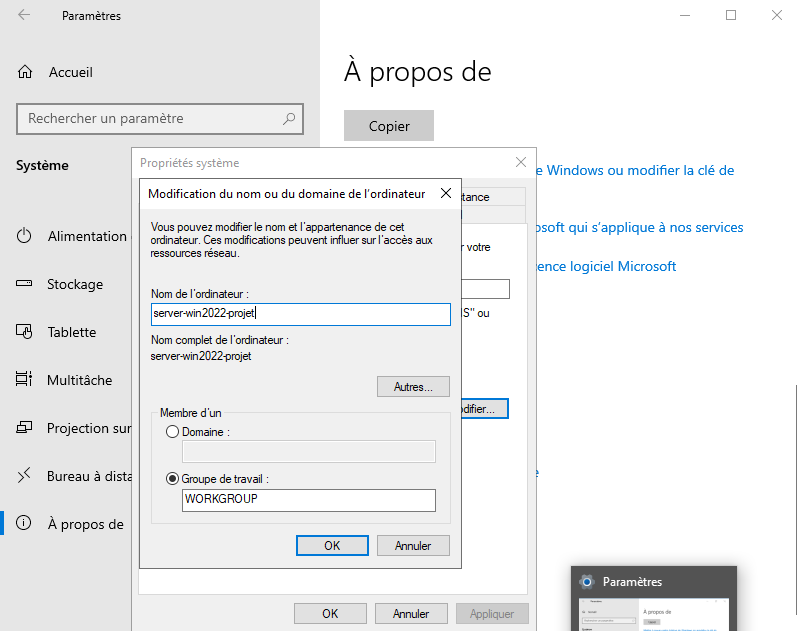 Paramètres
Accueil
Rechercher un paramètre
Système
Alimentation
Stockage
Tablette
Multitâche
Projection sur
Bureau à dista
À propos de
À propos de
Copier
e Windows ou modifier la clé de
osoft qui s'applique à nos services
cence logiciel Microsoft
Propriétés système
tance
r votre
S" ou
odifier...
Modification du nom ou du domaine de l'ordinateur
Vous pouvez modifier le nom et l'appartenance de cet
ordinateur. Ces modifications peuvent influer sur l'accès aux
ressources réseau.
Nom de l'ordinateur :
server-win2022-projet
Nom complet de l'ordinateur :
server-win2022-projet
Autres...
Membre d'un
Domaine :
Groupe de travail :
WORKGROUP
OK
Annuler
OK
Annuler
Appliquer
Paramètres
À propos de